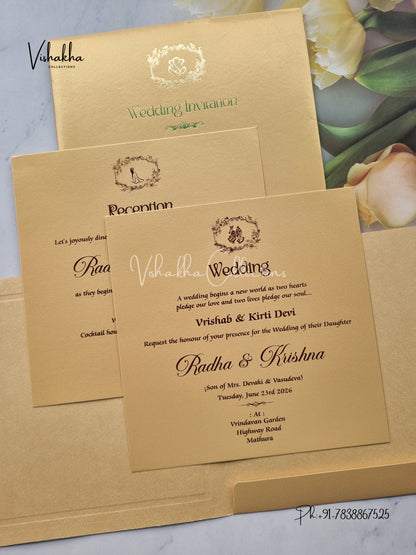 Vishakha
COLLECTIONS
Wedding Invitation
Reception
Let's joyously dine
as they begin
Cocktail
Vishakha Collections
Wedding
A wedding begins a new world as two hearts
pledge our love and two lives pledge our soul....
Vrishab & Kirti Devi
Request the honour of your presence for the Wedding of their Daughter
Radha & Krishna
(Son of Mrs. Devaki & Vasudeva)
Tuesday, June 23rd 2026
: At :
Vrindavan Garden
Highway Road
Mathura
Ph.+91-7838867525